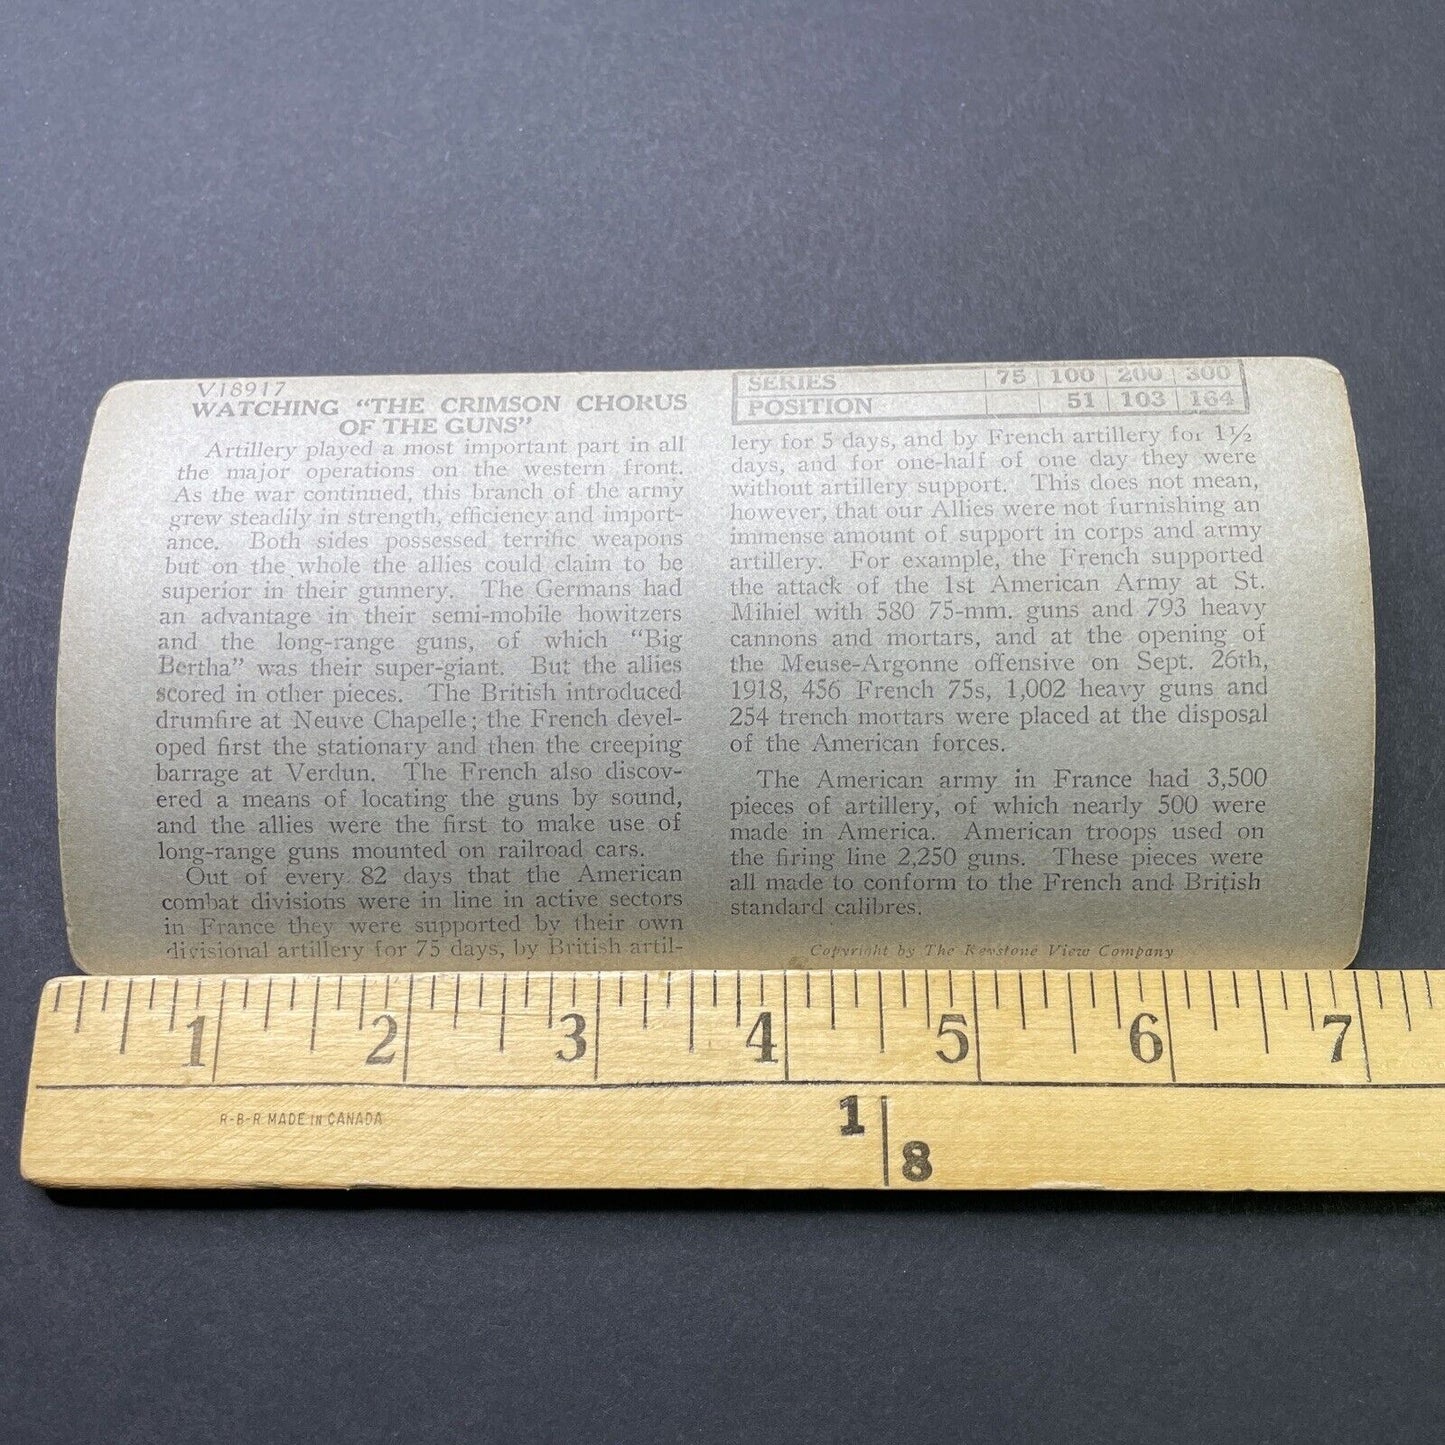 V18917
WATCHING "THE CRIMSON CHORUS
OF THE GUNS"
Artillery played a most important part in all
the major operations on the western front.
As the war continued, this branch of the army
grew steadily in strength, efficiency and import-
ance. Both sides possessed terrific weapons
but on the whole the allies could claim to be
superior in their gunnery. The Germans had
an advantage in their semi-mobile howitzers
and the long-range guns, of which "Big
Bertha" was their super-giant. But the allies
scored in other pieces. The British introduced
drumfire at Neuve Chapelle; the French devel-
oped first the stationary and then the creeping
barrage at Verdun. The French also discov-
ered a means of locating the guns by sound,
and the allies were the first to make use of
long-range guns mounted on railroad cars.
Out of every 82 days that the American
combat divisions were in line in active sectors
in France they were supported by their own
divisional artillery for 75 days, by British artil-
SERIES 75 100 200 300
POSITION 51 103 164
lery for 5 days, and by French artillery for 1½
days, and for one-half of one day they were
without artillery support. This does not mean,
however, that our Allies were not furnishing an
immense amount of support in corps and army
artillery. For example, the French supported
the attack of the 1st American Army at St.
Mihiel with 580 75-mm. guns and 793 heavy
cannons and mortars, and at the opening of
the Meuse-Argonne offensive on Sept. 26th,
1918, 456 French 75s, 1,002 heavy guns and
254 trench mortars were placed at the disposal
of the American forces.
The American army in France had 3,500
pieces of artillery, of which nearly 500 were
made in America. American troops used on
the firing line 2,250 guns. These pieces were
all made to conform to the French and British
standard calibres.
Copyright by The Keystone View Company
1 2 3 4 5 6 7
R-B-R MADE IN CANADA
1 8